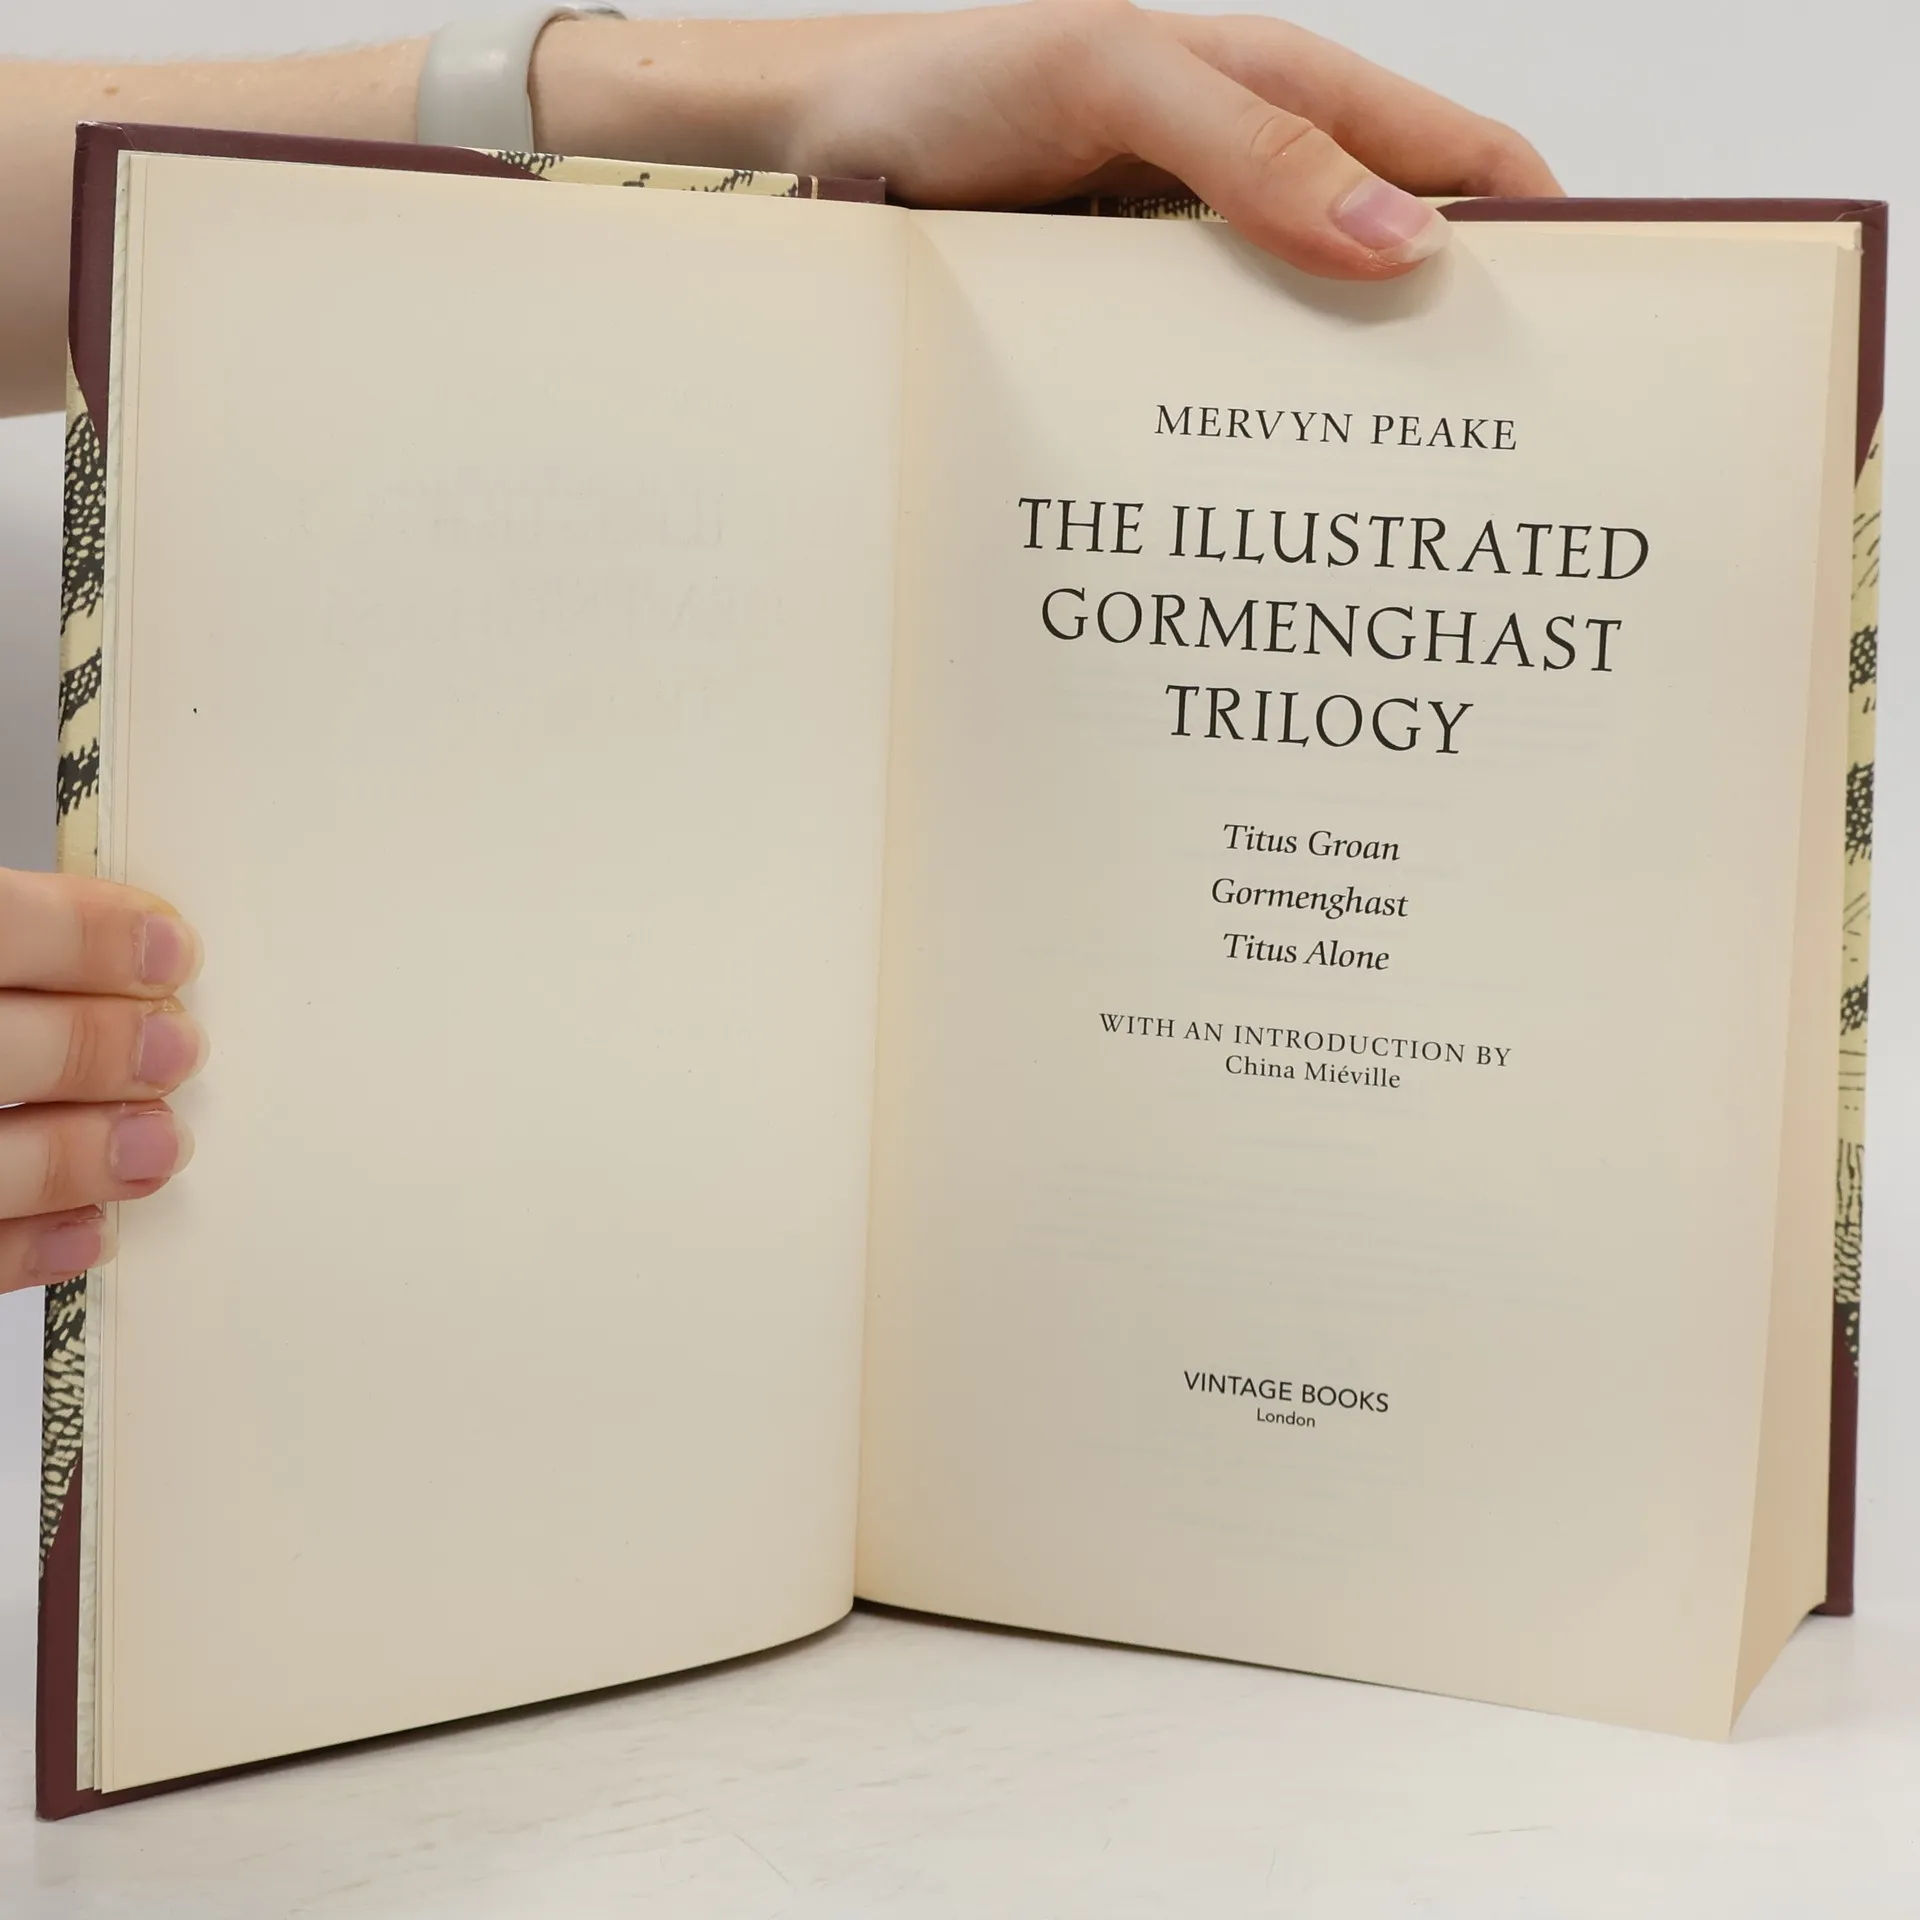 MERVYN PEAKE
THE ILLUSTRATED
GORMENGHAST
TRILOGY
Titus Groan
Gormenghast
Titus Alone
WITH AN INTRODUCTION BY
China Miéville
VINTAGE BOOKS
London